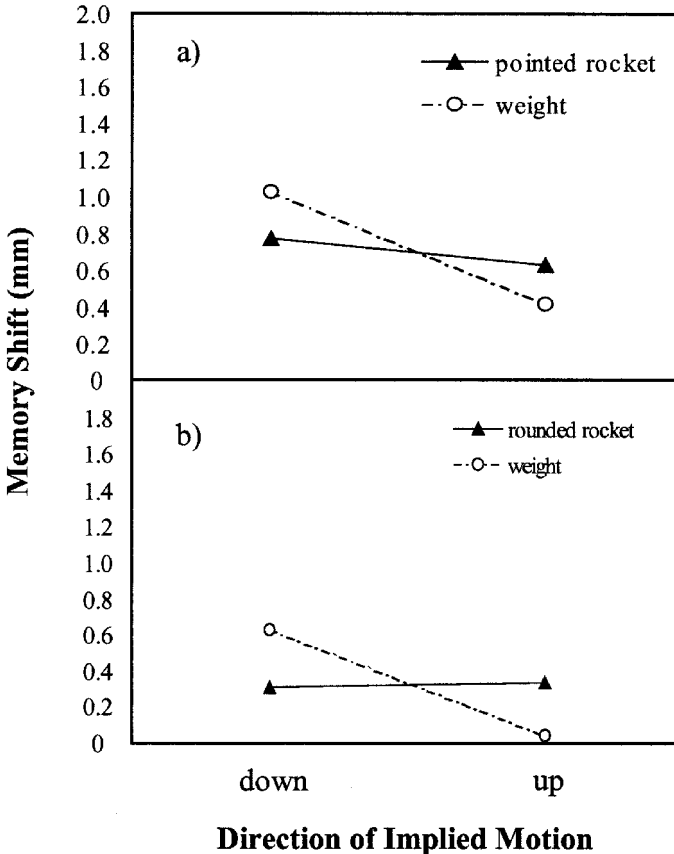 Memory Shift (mm)
2.0
1.8
1.6
1.4
1.2
1.0
0.8
0.6
0.4
0.2
0
a)
pointed rocket
weight
1.8
1.6
1.4
1.2
1.0
0.8
0.6
0.4
0.2
0
b)
rounded rocket
weight
down
up
Direction of Implied Motion